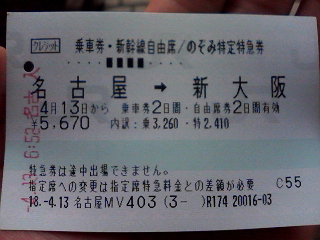 クレジット 乗車券・新幹線自由席/のぞみ特定特急券
名古屋 → 新大阪
4月13日から 乗車券2日間・自由席券2日間有効
¥5,670 内訳:乗3,260・特2,410
特急券は途中出場できません。
指定席への変更は指定席特急料金との差額が必要 C55
18.-4.13 名古屋MV403 (3- ) R174 20016-03